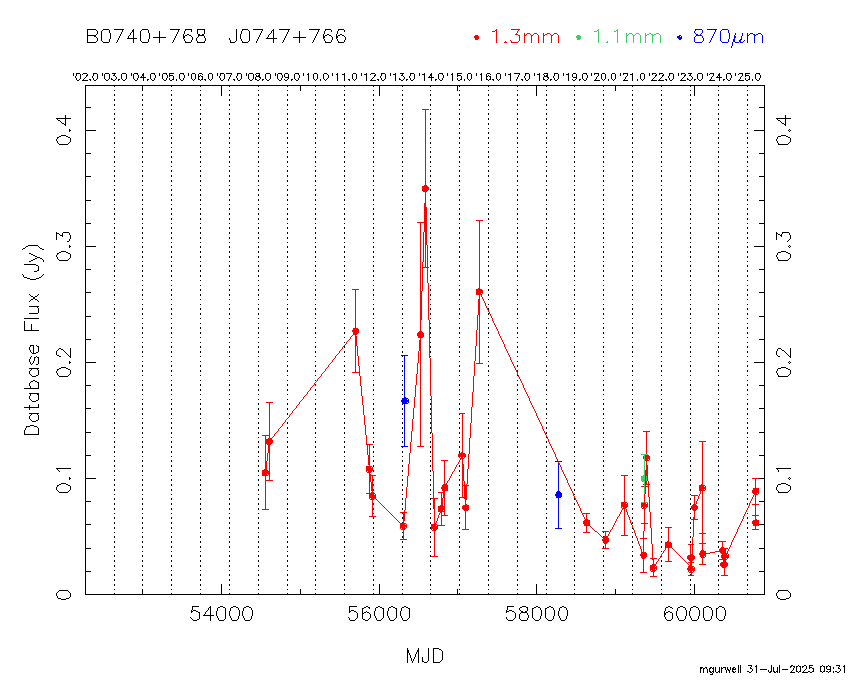 B0740+768 J0747+766 1.3mm 1.1mm 870μm
'02.0 '03.0 '04.0 '05.0 '06.0 '07.0 '08.0 '09.0 '10.0 '11.0 '12.0 '13.0 '14.0 '15.0 '16.0 '17.0 '18.0 '19.0 '20.0 '21.0 '22.0 '23.0 '24.0 '25.0
0.4 0.4
0.3 0.3
Database Flux (Jy)
0.2 0.2
0.1 0.1
0 0
54000 56000 58000 60000
MJD
mgurwell 31-Jul-2025 09:31